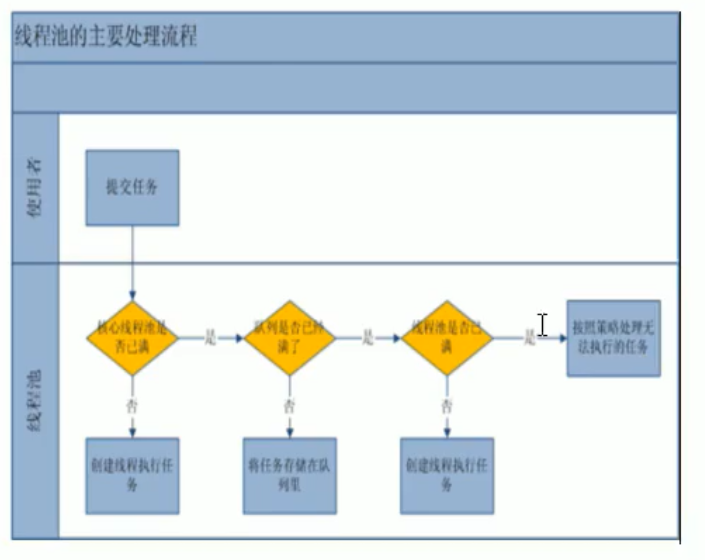 线程池的主要处理流程
使用者
提交任务
线程池
核心线程池是
否已满
是
队列是否已经
满了
是
线程池是否已
满
是
按照策略处理无
法执行的任务
否
否
否
创建线程执行任
务
将任务存储在队
列里
创建线程执行任
务